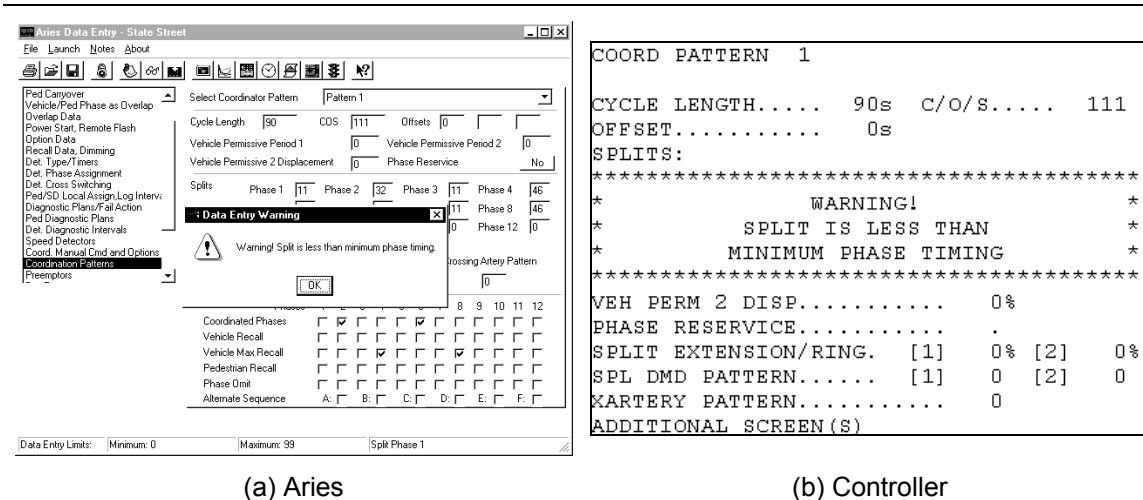 Aries Data Entry - State Street
File Launch Notes About
Ped Carryover
Vehicle/Ped Phase as Overlap
Overlap Data
Power Start, Remote Flash
Option Data
Recall Data, Dimming
Det. Type/Timers
Det. Phase Assignment
Det. Cross Switching
Ped/SD Local Assign,Log Interva
Diagnostic Plans/Fail Action
Ped Diagnostic Plans
Det. Diagnostic Intervals
Speed Detectors
Coord. Manual Cmd and Options
Coordination Patterns
Preemptors
Select Coordinator Pattern Pattern 1
Cycle Length 90 COS 111 Offsets 0
Vehicle Permissive Period 1 0 Vehicle Permissive Period 2 0
Vehicle Permissive 2 Displacement 0 Phase Reservice No
Splits Phase 1 11 Phase 2 32 Phase 3 11 Phase 4 46
11 Phase 8 46
0 Phase 12 0
Data Entry Warning
Warning! Split is less than minimum phase timing.
OK
Crossing Artery Pattern
0
8 9 10 11 12
Coordinated Phases
Vehicle Recall
Vehicle Max Recall
Pedestrian Recall
Phase Omit
Alternate Sequence A: B: C: D: E: F:
Data Entry Limits: Minimum: 0 Maximum: 99 Split Phase 1
(a) Aries
COORD PATTERN 1
CYCLE LENGTH..... 90s C/O/S..... 111
OFFSET........... 0s
SPLITS:
****************************************
* WARNING! *
* SPLIT IS LESS THAN *
* MINIMUM PHASE TIMING *
****************************************
VEH PERM 2 DISP........... 0%
PHASE RESERVICE........... .
SPLIT EXTENSION/RING. [1] 0% [2] 0%
SPL DMD PATTERN...... [1] 0 [2] 0
XARTERY PATTERN........... 0
ADDITIONAL SCREEN(S)
(b) Controller